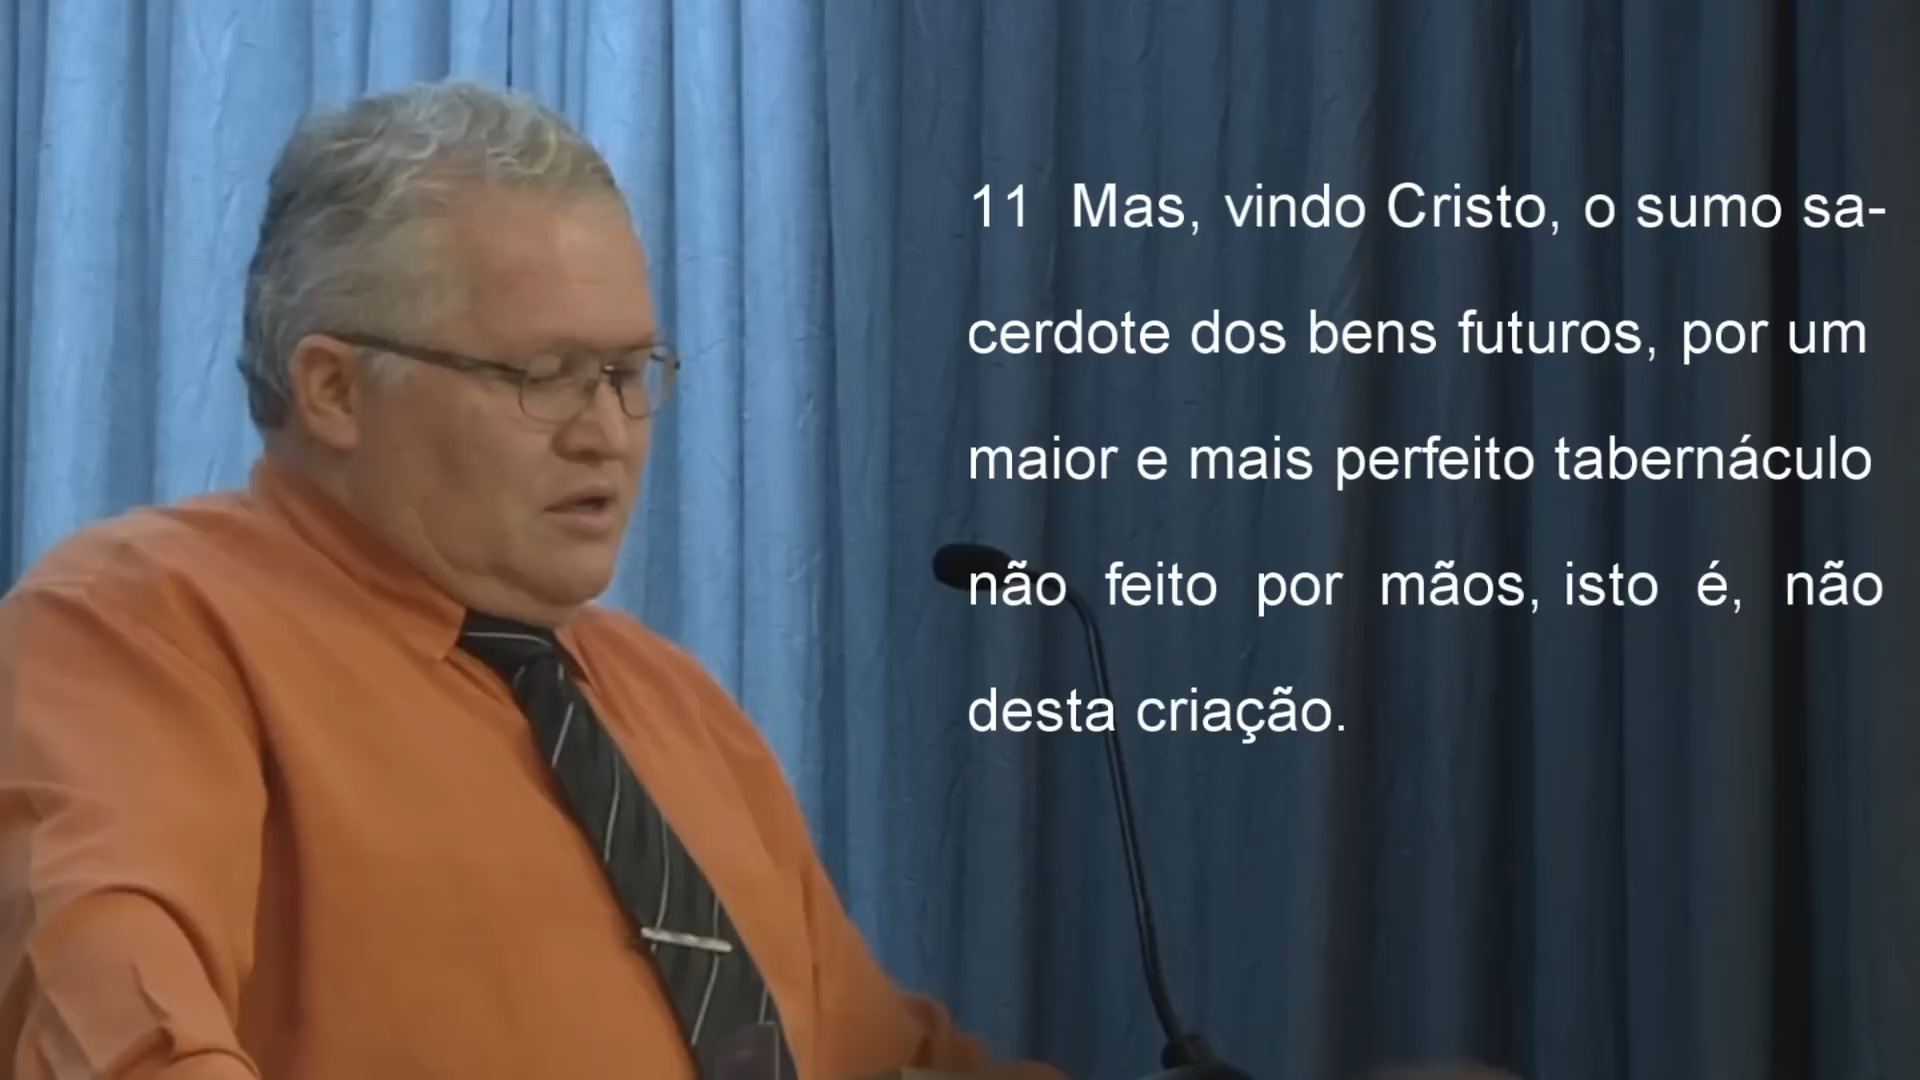 11 Mas, vindo Cristo, o sumo sa-
cerdote dos bens futuros, por um
maior e mais perfeito tabernáculo
não feito por mãos, isto é, não
desta criação.